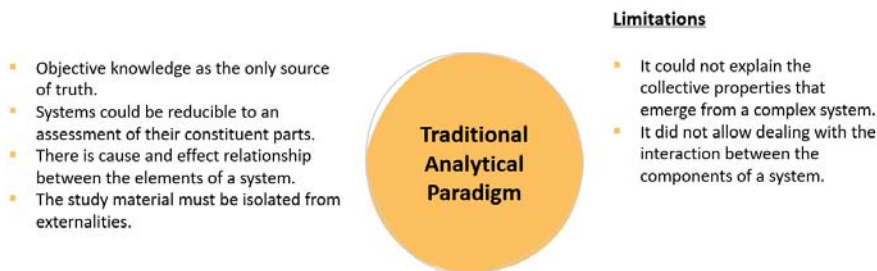 ▪ Objective knowledge as the only source
of truth.
▪ Systems could be reducible to an
assessment of their constituent parts.
▪ There is cause and effect relationship
between the elements of a system.
▪ The study material must be isolated from
externalities.
Traditional
Analytical
Paradigm
Limitations
▪ It could not explain the
collective properties that
emerge from a complex system.
▪ It did not allow dealing with the
interaction between the
components of a system.